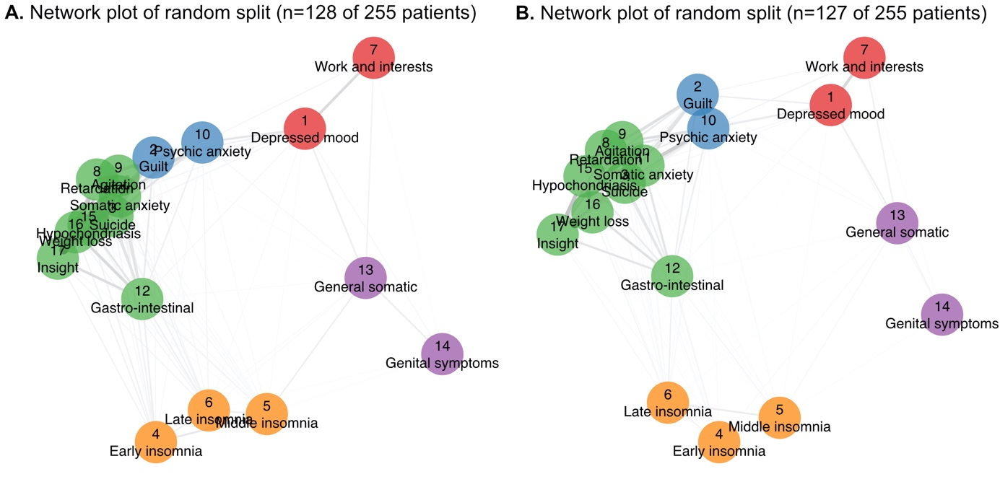 A. Network plot of random split (n=128 of 255 patients)
7
Work and interests
1
Depressed mood
10
Psychic anxiety
2
Guilt
9
Agitation
8
Retardation
Somatic anxiety
3
Suicide
15
Hypochondriasis
16
Weight loss
17
Insight
12
Gastro-intestinal
13
General somatic
14
Genital symptoms
6
Late insomnia
5
Middle insomnia
4
Early insomnia
B. Network plot of random split (n=127 of 255 patients)
7
Work and interests
2
Guilt
1
Depressed mood
10
Psychic anxiety
9
Agitation
8
Retardation
11
Somatic anxiety
15
Hypochondriasis
3
Suicide
16
Weight loss
17
Insight
13
General somatic
12
Gastro-intestinal
14
Genital symptoms
6
Late insomnia
5
Middle insomnia
4
Early insomnia